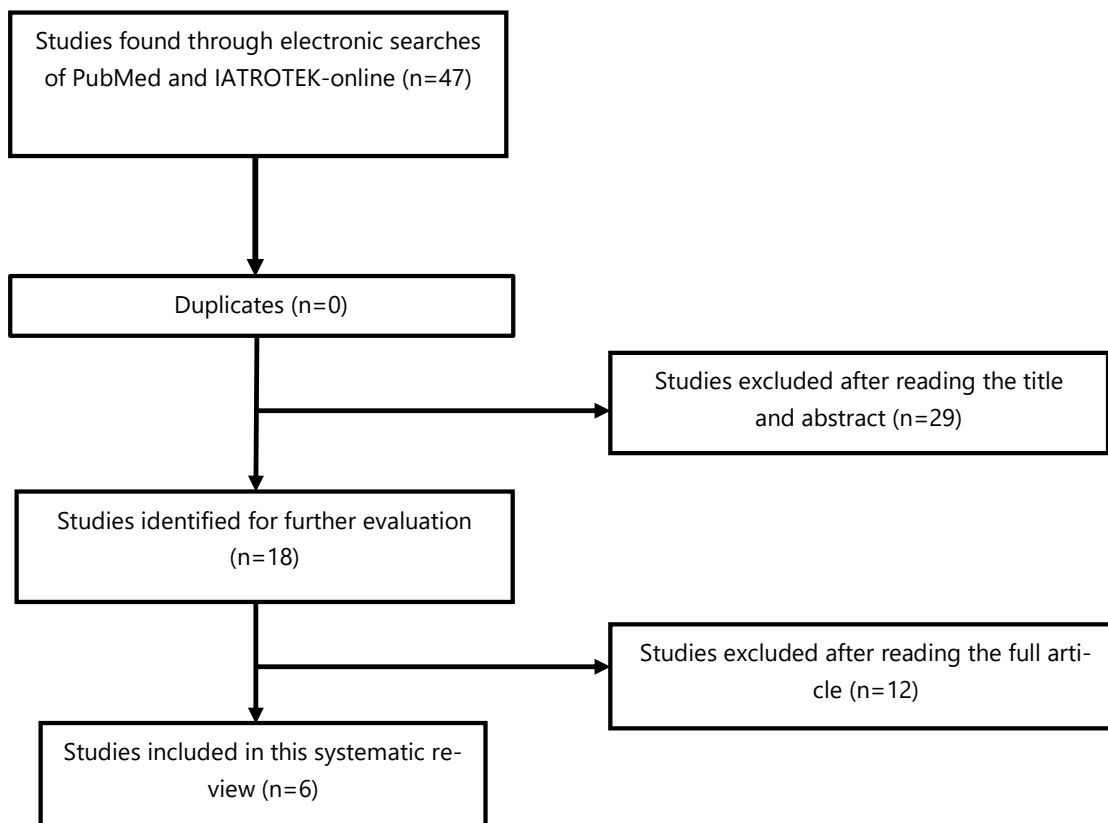 Studies found through electronic searches
of PubMed and IATROTEK-online (n=47)
Duplicates (n=0)
Studies excluded after reading the title
and abstract (n=29)
Studies identified for further evaluation
(n=18)
Studies excluded after reading the full arti-
cle (n=12)
Studies included in this systematic re-
view (n=6)